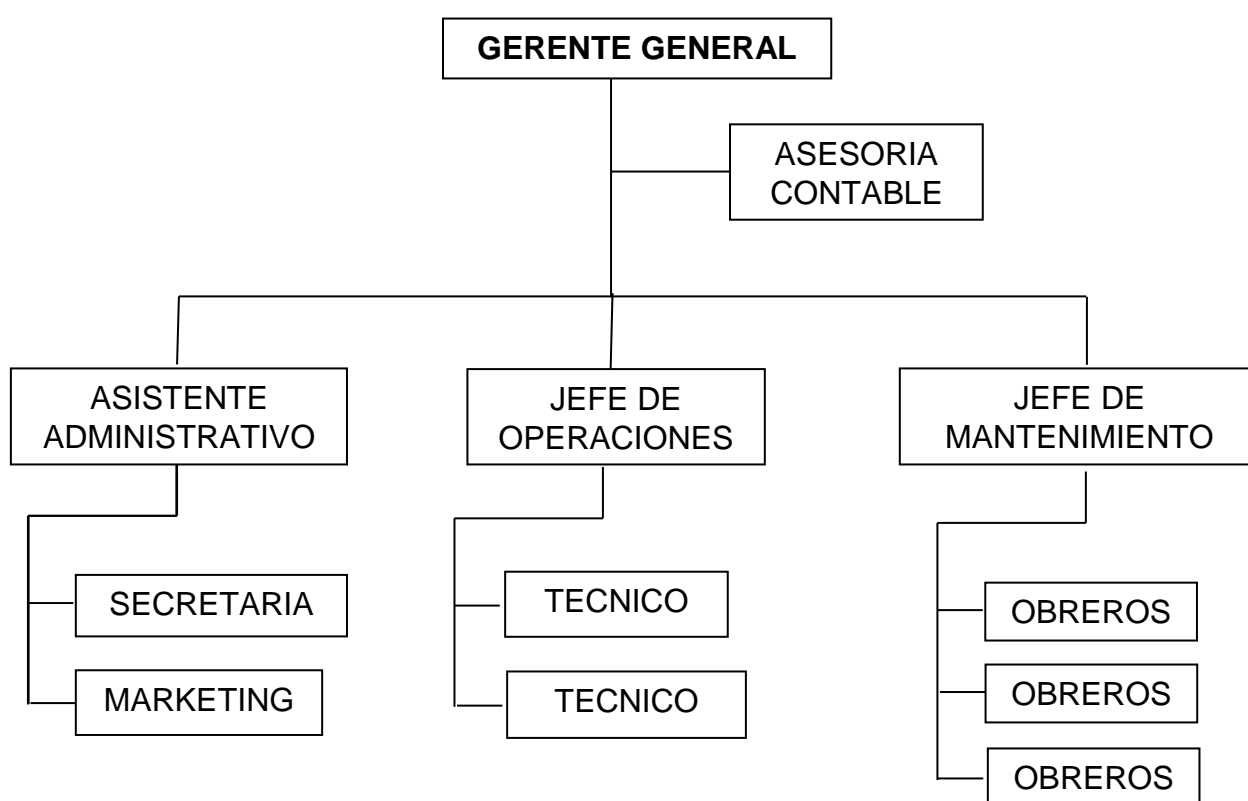 GERENTE GENERAL
ASESORIA
CONTABLE
ASISTENTE
ADMINISTRATIVO
JEFE DE
OPERACIONES
JEFE DE
MANTENIMIENTO
SECRETARIA
MARKETING
TECNICO
TECNICO
OBREROS
OBREROS
OBREROS